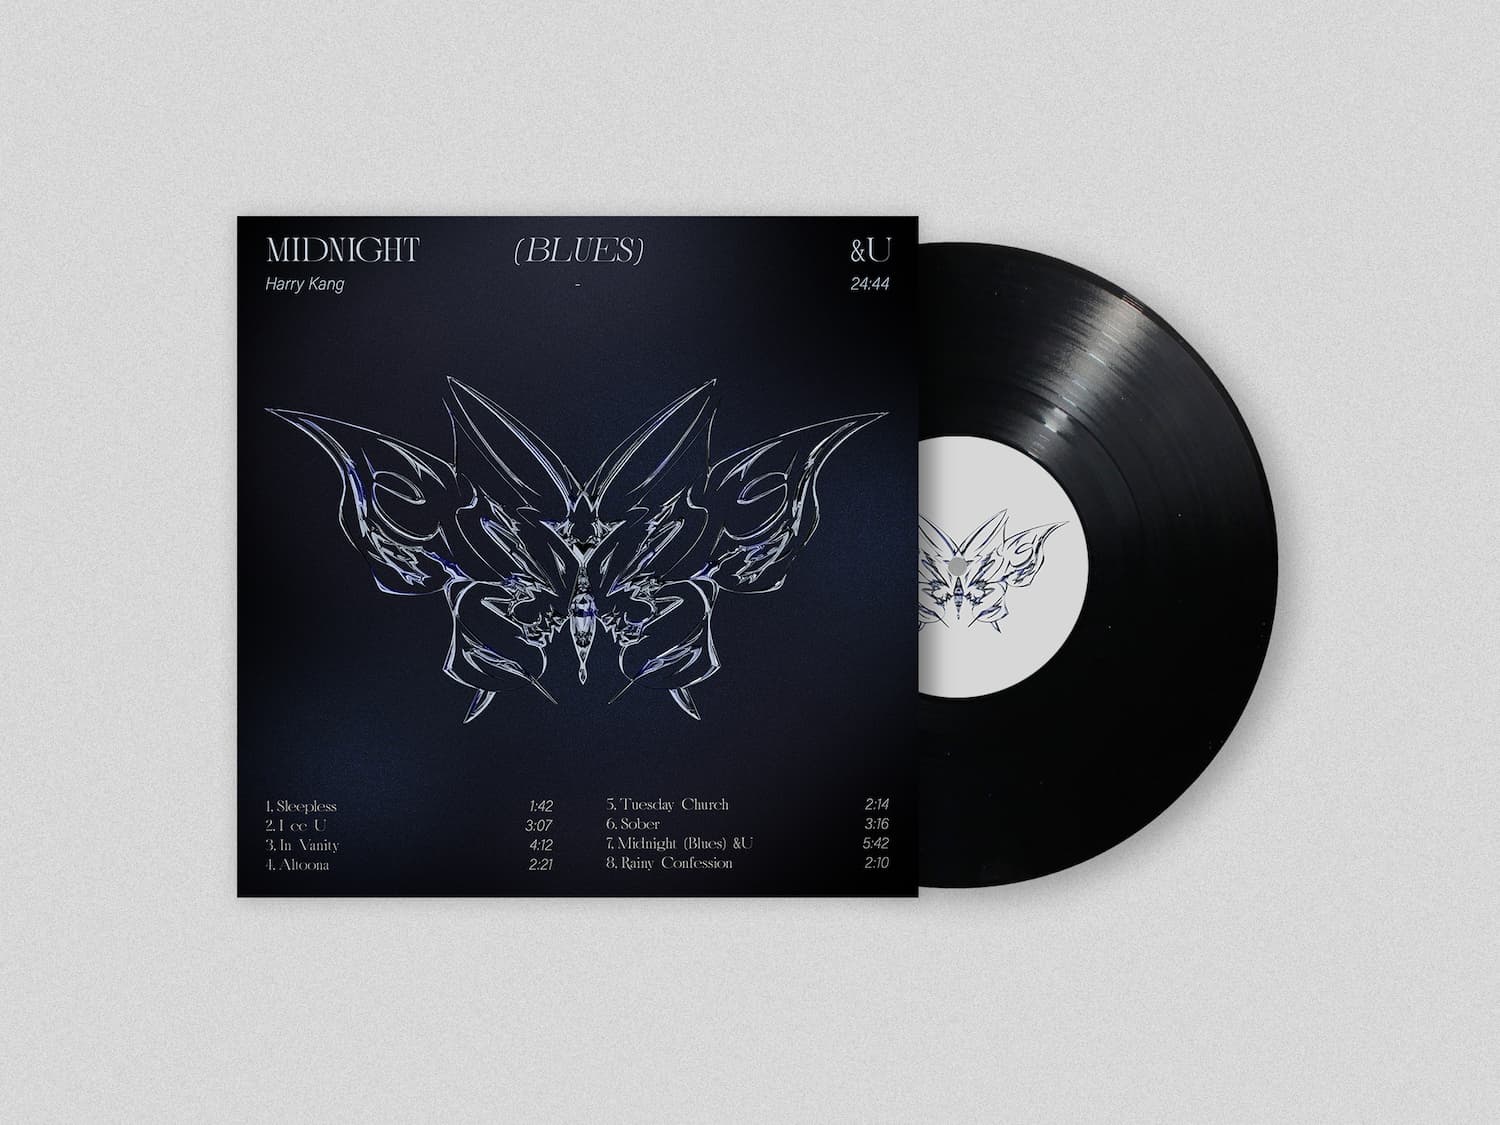 MIDNIGHT (BLUES) &U
Harry Kang - 24:44
1. Sleepless 1:42
2. I cc U 3:07
3. In Vanity 4:12
4. Altoona 2:21
5. Tuesday Church 2:14
6. Sober 3:16
7. Midnight (Blues) &U 5:42
8. Rainy Confession 2:10